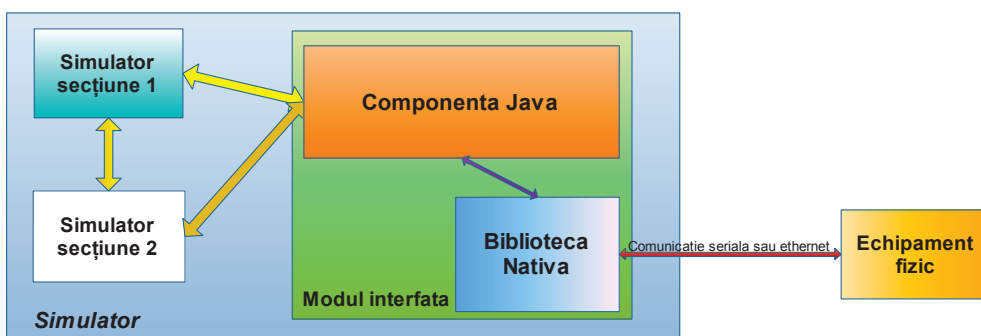 Simulator
secțiune 1
Componenta Java
Simulator
secțiune 2
Biblioteca
Nativa
Comunicatie seriala sau ethernet
Echipament
fizic
Modul interfata
Simulator